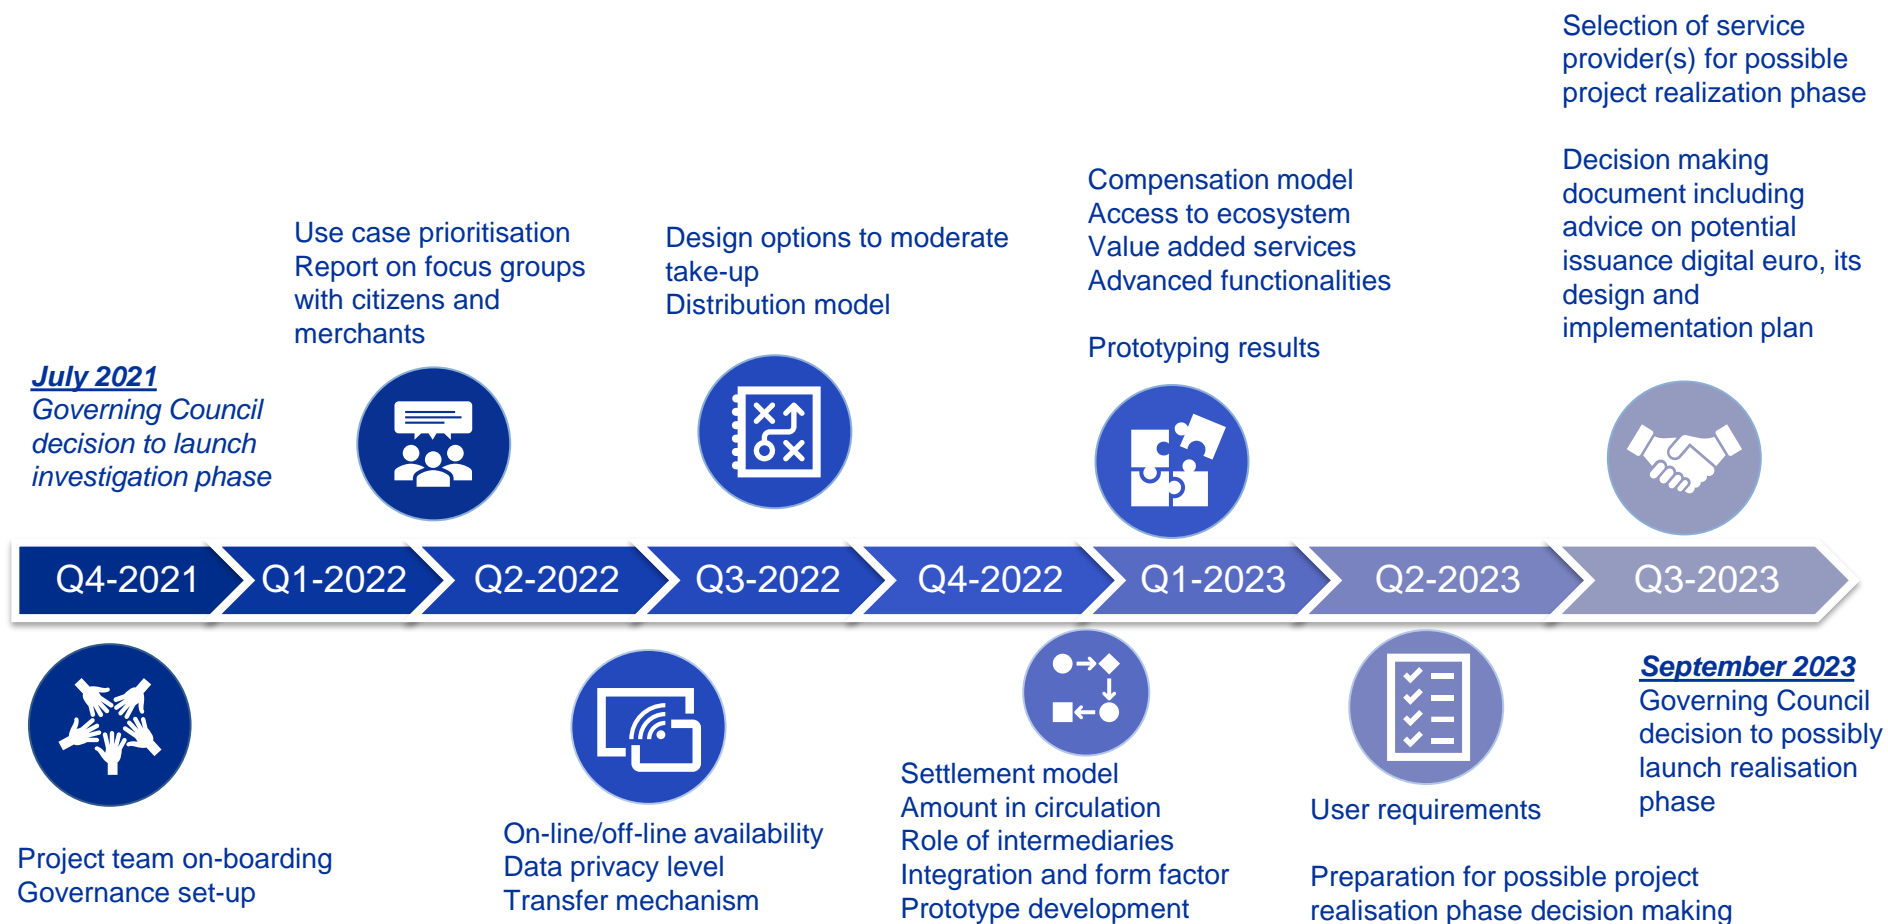 Selection of service
provider(s) for possible
project realization phase
Decision making
document including
advice on potential
issuance digital euro, its
design and
implementation plan
Compensation model
Access to ecosystem
Value added services
Advanced functionalities
Prototyping results
Use case prioritisation
Report on focus groups
with citizens and
merchants
Design options to moderate
take-up
Distribution model
July 2021
Governing Council
decision to launch
investigation phase
Q4-2021
Q1-2022
Q2-2022
Q3-2022
Q4-2022
Q1-2023
Q2-2023
Q3-2023
Project team on-boarding
Governance set-up
On-line/off-line availability
Data privacy level
Transfer mechanism
Settlement model
Amount in circulation
Role of intermediaries
Integration and form factor
Prototype development
User requirements
Preparation for possible project
realisation phase decision making
September 2023
Governing Council
decision to possibly
launch realisation
phase